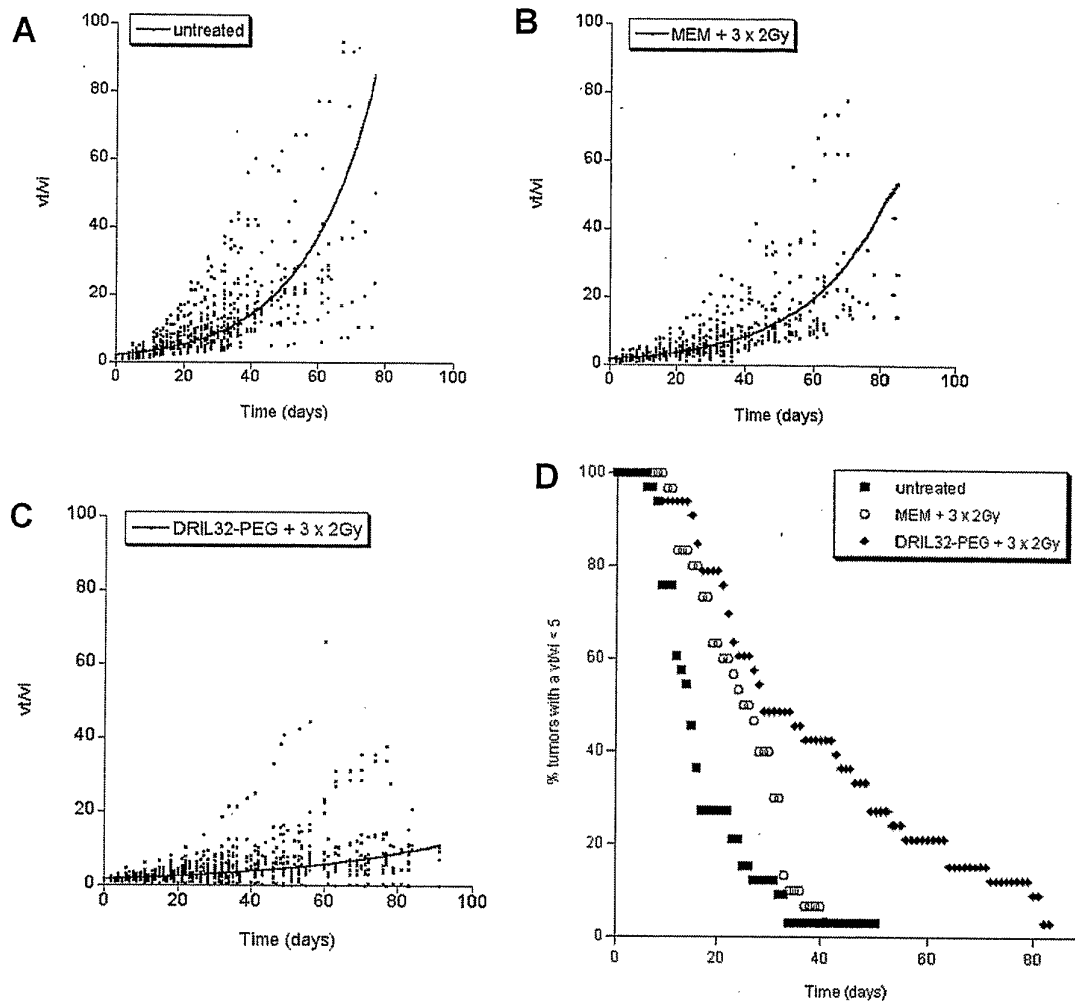 A
untreated
100
80
60
40
20
0
vt/vi
0 20 40 60 80 100
Time (days)
B
MEM + 3 x 2Gy
100
80
60
40
20
0
vt/vi
0 20 40 60 80 100
Time (days)
C
DRIL32-PEG + 3 x 2Gy
100
80
60
40
20
0
vt/vi
0 20 40 60 80 100
Time (days)
D
untreated
MEM + 3 x 2Gy
DRIL32-PEG + 3 x 2Gy
100
80
60
40
20
0
% tumors with a vt/vi < 5
0 20 40 60 80
Time (days)